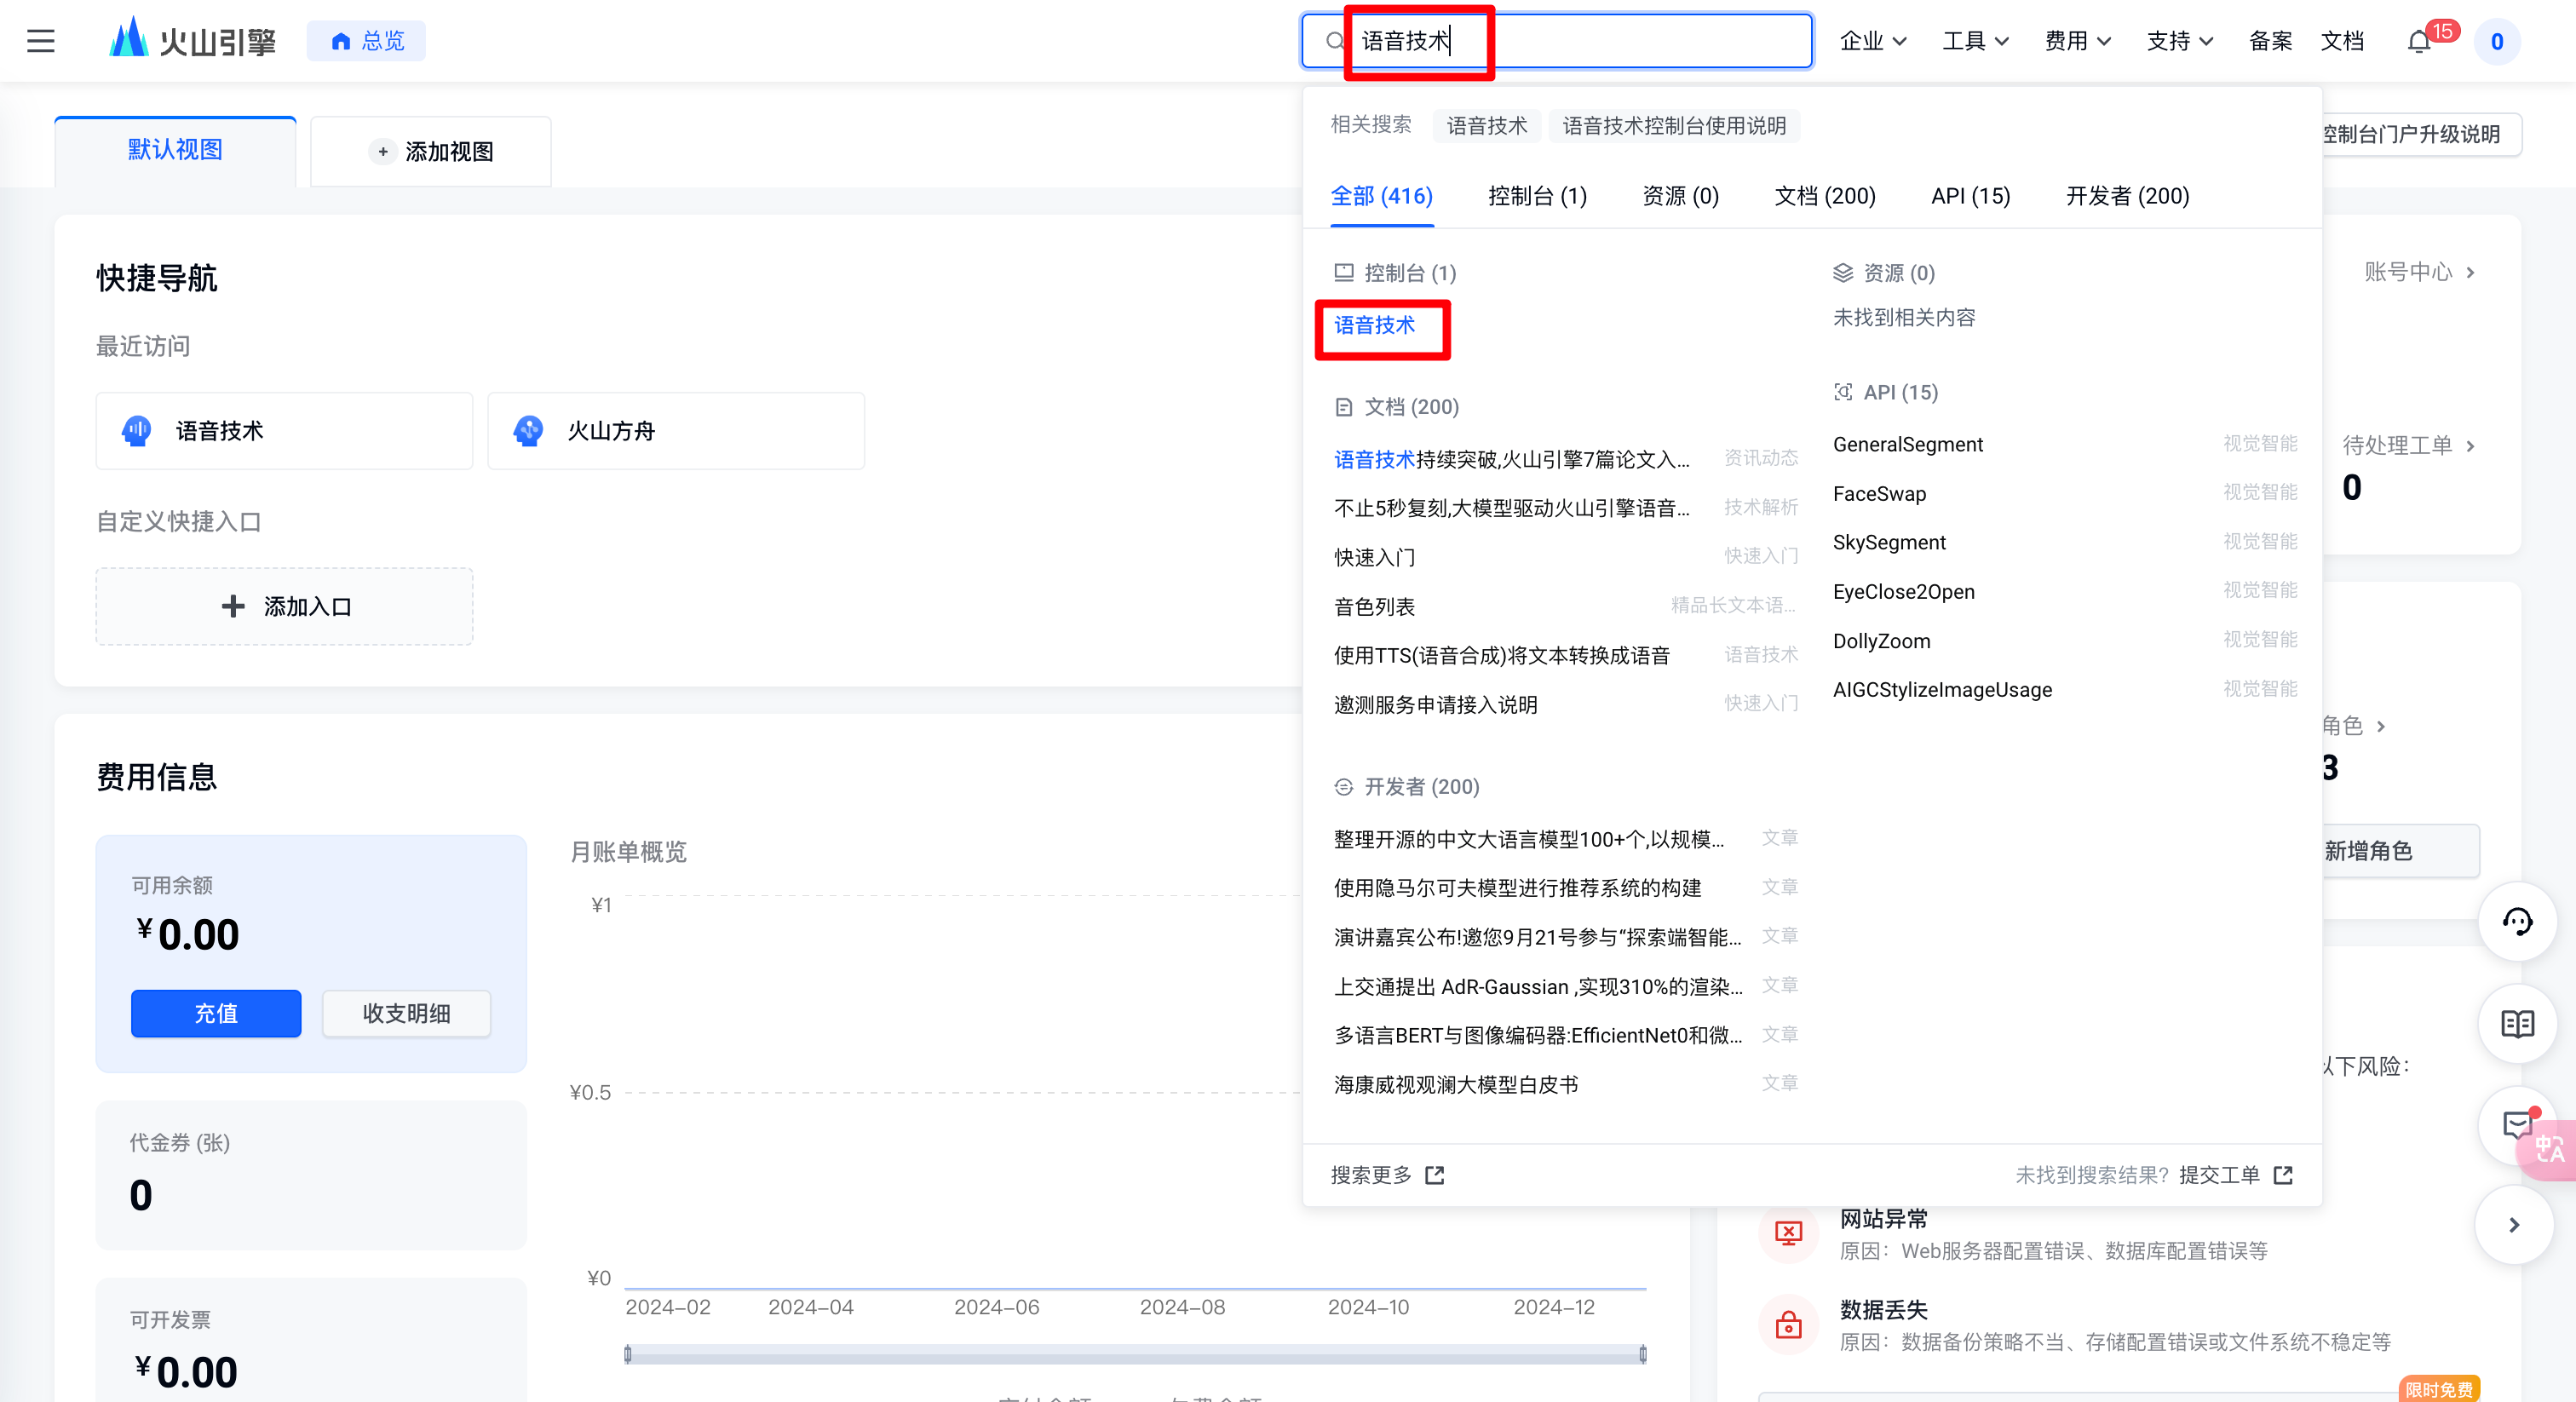 火山引擎
总览
语音技术
企业
工具
费用
支持
备案
文档
15
0
默认视图
+ 添加视图
控制台门户升级说明
相关搜索 语音技术 语音技术控制台使用说明
全部 (416) 控制台 (1) 资源 (0) 文档 (200) API (15) 开发者 (200)
控制台 (1)
语音技术
文档 (200)
语音技术持续突破,火山引擎7篇论文入... 资讯动态
不止5秒复刻,大模型驱动火山引擎语音... 技术解析
快速入门 快速入门
音色列表 精品长文本语...
使用TTS(语音合成)将文本转换成语音 语音技术
邀测服务申请接入说明 快速入门
开发者 (200)
整理开源的中文大语言模型100+个,以规模... 文章
使用隐马尔可夫模型进行推荐系统的构建 文章
演讲嘉宾公布!邀您9月21号参与“探索端智能... 文章
上交通提出 AdR-Gaussian ,实现310%的渲染... 文章
多语言BERT与图像编码器:EfficientNet0和微... 文章
海康威视观澜大模型白皮书 文章
资源 (0)
未找到相关内容
API (15)
GeneralSegment 视觉智能
FaceSwap 视觉智能
SkySegment 视觉智能
EyeClose2Open 视觉智能
DollyZoom 视觉智能
AIGCStylizeImageUsage 视觉智能
搜索更多
未找到搜索结果? 提交工单
快捷导航
最近访问
语音技术
火山方舟
自定义快捷入口
添加入口
账号中心
待处理工单
0
角色
3
新增角色
费用信息
可用余额
¥0.00
充值
收支明细
代金券 (张)
0
可开发票
¥0.00
月账单概览
¥1
¥0.5
¥0
2024-02 2024-04 2024-06 2024-08 2024-10 2024-12
以下风险:
网站异常
原因: Web服务器配置错误、数据库配置错误等
数据丢失
原因: 数据备份策略不当、存储配置错误或文件系统不稳定等
限时免费
中A